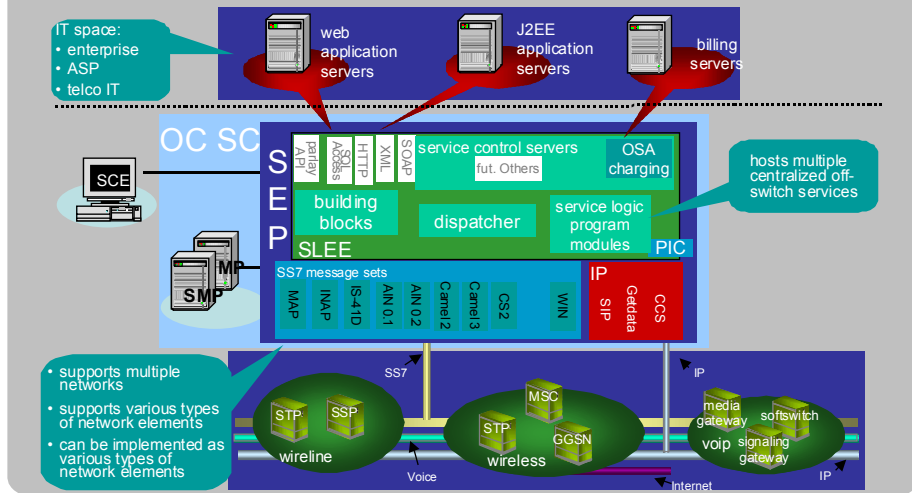 IT space:
• enterprise
• ASP
• telco IT
web
application
servers
J2EE
application
servers
billing
servers
OC SC
SCE
MP
SMP
S
E
P
parlay
API
SQL
Access
HTTP
XML
SOAP
service control servers
fut. Others
OSA
charging
building
blocks
dispatcher
service logic
program
modules
SLEE
PIC
hosts multiple
centralized off-
switch services
SS7 message sets
MAP
INAP
IS-41D
AIN 0.1
AIN 0.2
Camel 2
Camel 3
CS2
WIN
IP
SIP
Getdata
CCS
• supports multiple
networks
• supports various types
of network elements
• can be implemented as
various types of
network elements
SS7
IP
STP
SSP
wireline
MSC
STP
GGSN
wireless
media
gateway
softswitch
voip
signaling
gateway
Voice
Internet
IP